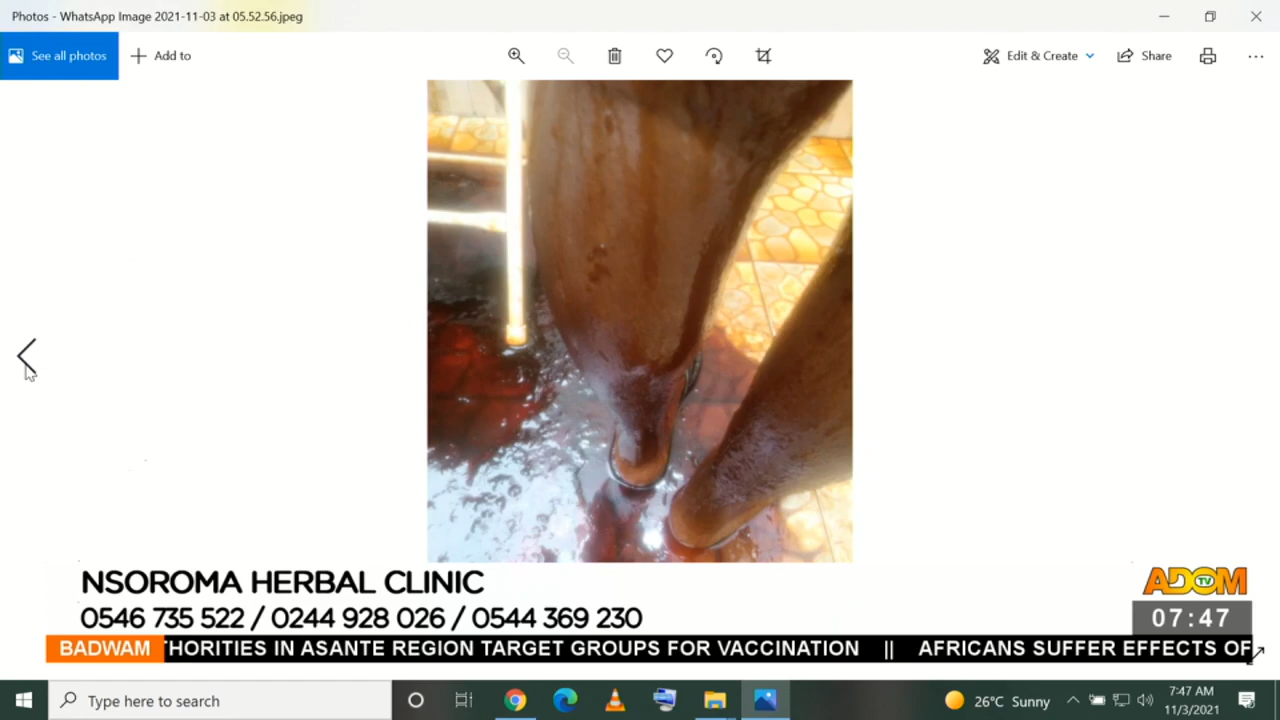 Photos - WhatsApp Image 2021-11-03 at 05.52.56.jpeg
See all photos
Add to
Edit & Create
Share
NSOROMA HERBAL CLINIC
0546 735 522 / 0244 928 026 / 0544 369 230
ADOM TV
07:47
BADWAM THORITIES IN ASANTE REGION TARGET GROUPS FOR VACCINATION || AFRICANS SUFFER EFFECTS OF
Type here to search
26°C Sunny
7:47 AM
11/3/2021